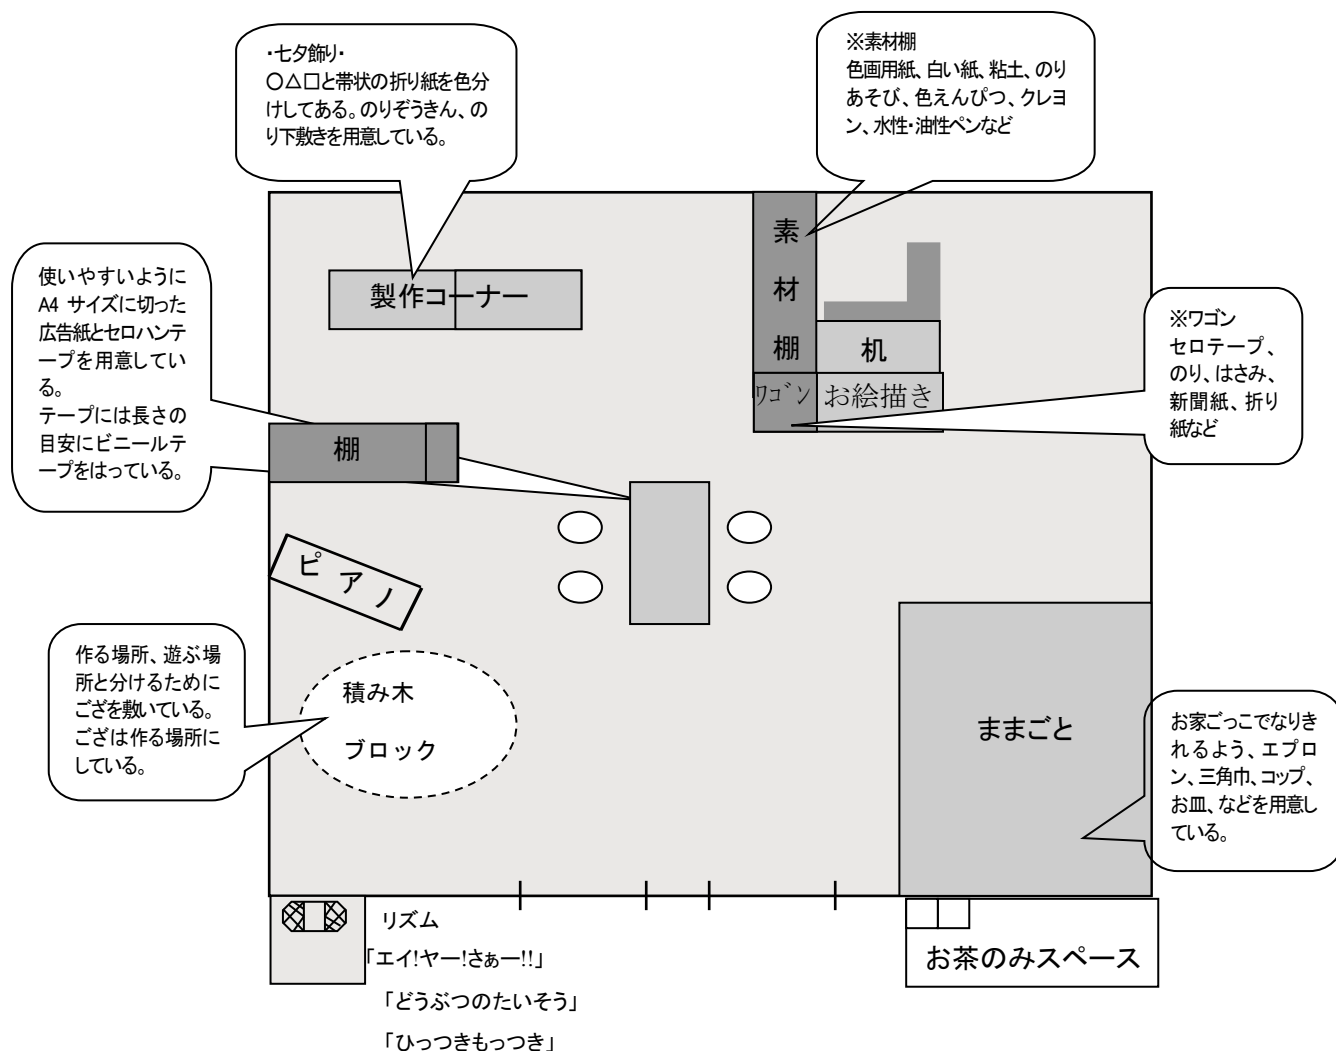 ・七夕飾り・
〇△□と帯状の折り紙を色分
けしてある。のりぞうきん、の
り下敷きを用意している。
※素材棚
色画用紙、白い紙、粘土、のり
あそび、色えんぴつ、クレヨ
ン、水性・油性ペンなど
使いやすいように
A4 サイズに切った
広告紙とセロハンテ
ープを用意してい
る。
テープには長さの
目安にビニールテ
ープをはっている。
製作コーナー
素
材
棚
机
ワゴン
お絵描き
※ワゴン
セロテープ、
のり、はさみ、
新聞紙、折り
紙など
棚
ピアノ
作る場所、遊ぶ場
所と分けるために
ござを敷いている。
ござは作る場所に
している。
積み木
ブロック
ままごと
お家ごっこでなりき
れるよう、エプロ
ン、三角巾、コップ、
お皿、などを用意し
ている。
リズム
「エイ!ヤー!さぁー!!」
「どうぶつのたいそう」
「ひっつきもっつき」
お茶のみスペース